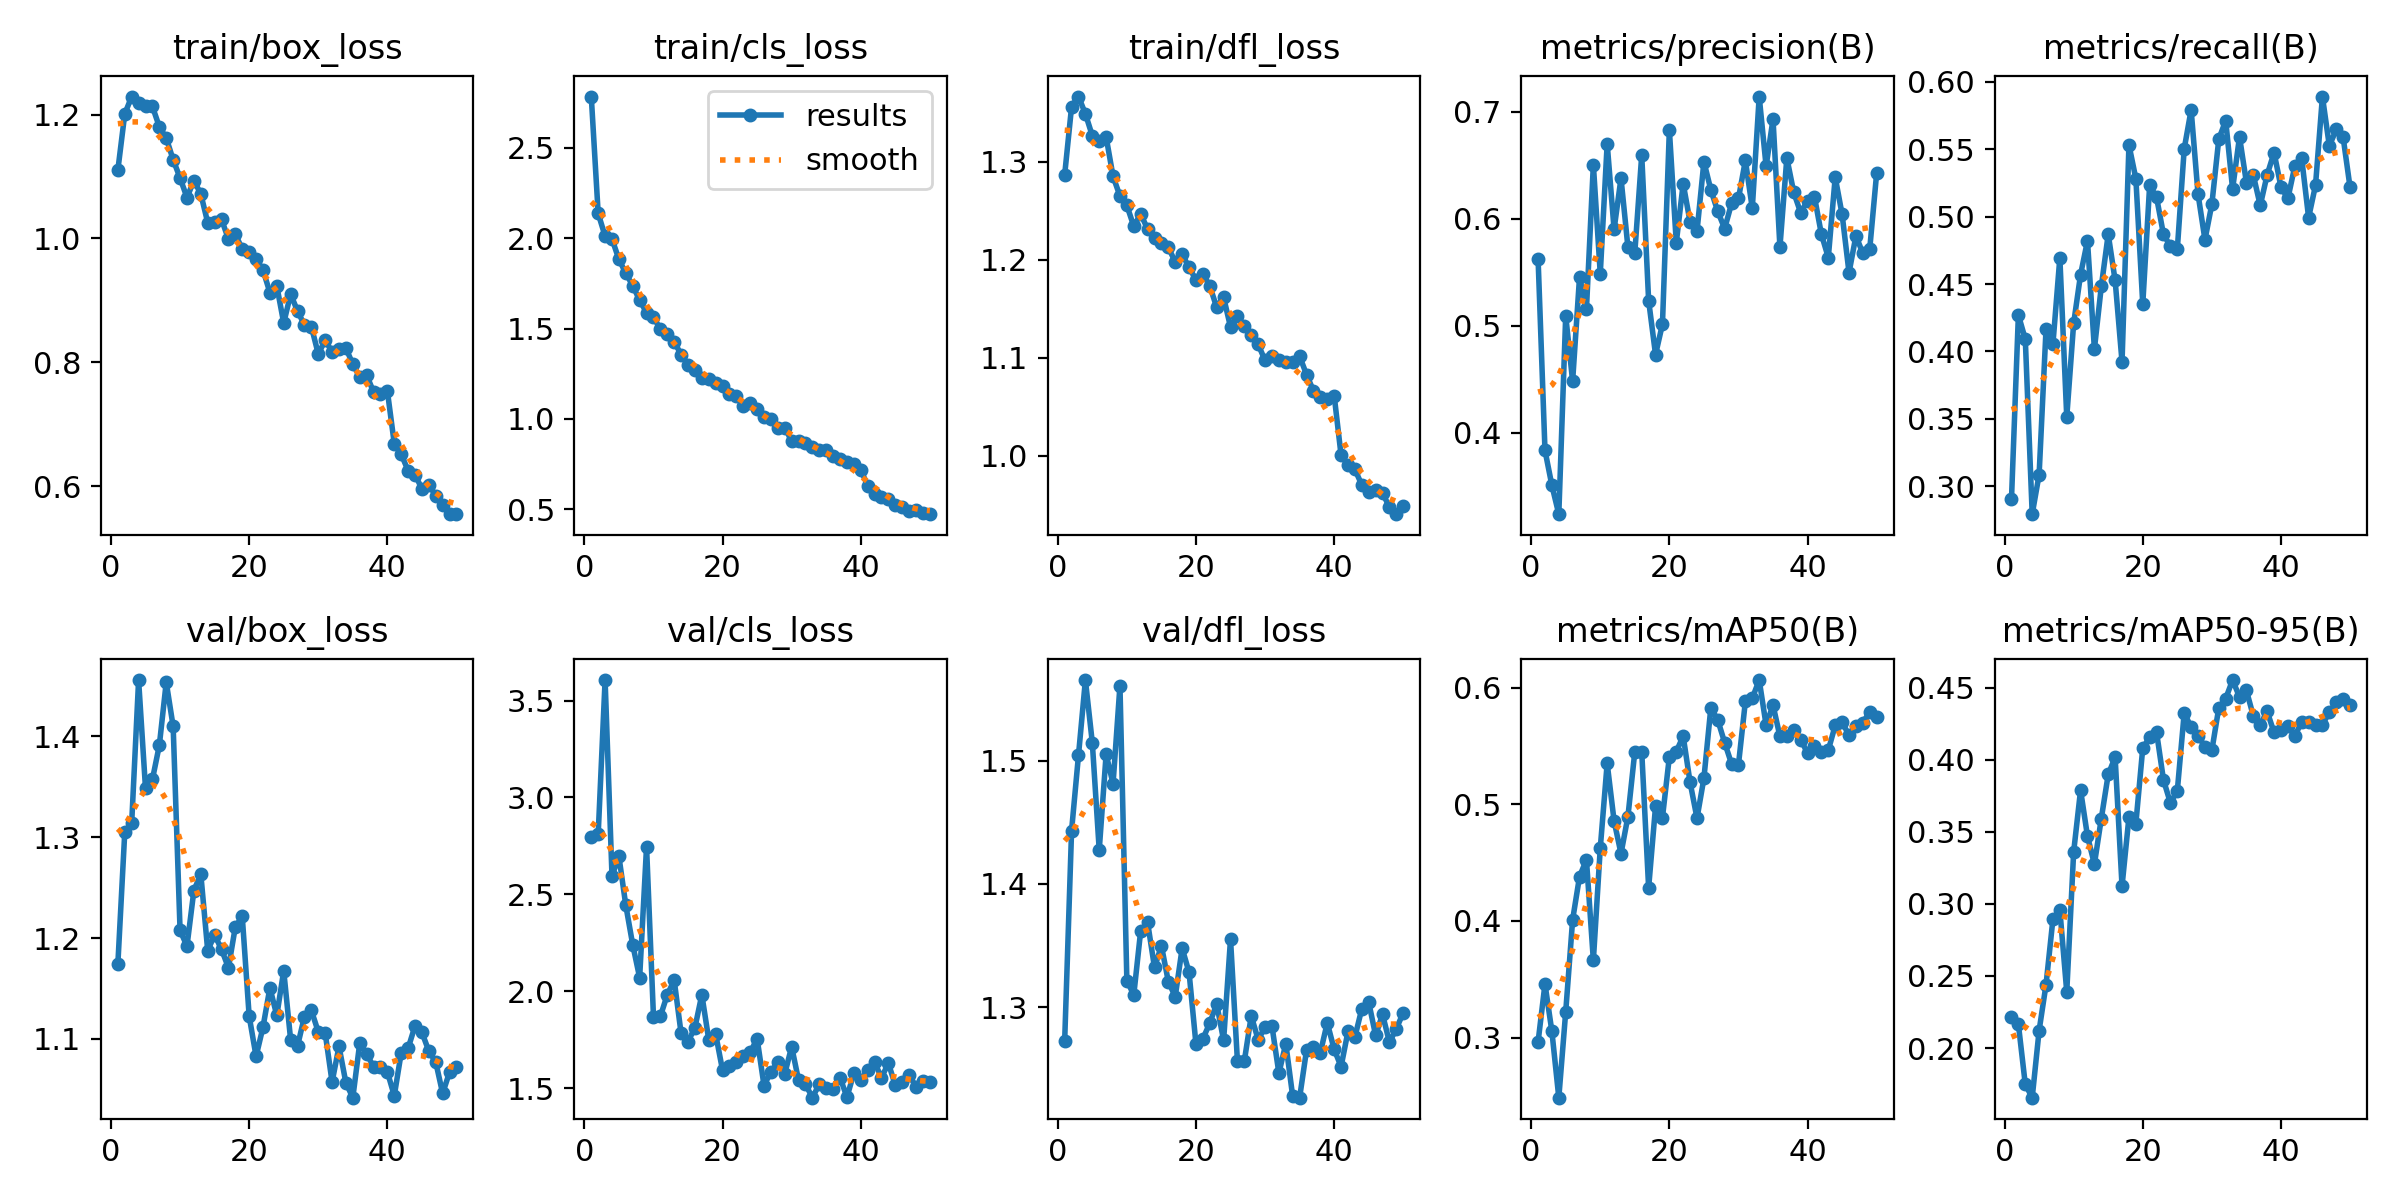 train/box_loss
1.2
1.0
0.8
0.6
0 20 40
train/cls_loss
results
smooth
2.5
2.0
1.5
1.0
0.5
0 20 40
train/dfl_loss
1.3
1.2
1.1
1.0
0 20 40
metrics/precision(B)
0.7
0.6
0.5
0.4
0 20 40
metrics/recall(B)
0.60
0.55
0.50
0.45
0.40
0.35
0.30
0 20 40
val/box_loss
1.4
1.3
1.2
1.1
0 20 40
val/cls_loss
3.5
3.0
2.5
2.0
1.5
0 20 40
val/dfl_loss
1.5
1.4
1.3
0 20 40
metrics/mAP50(B)
0.6
0.5
0.4
0.3
0 20 40
metrics/mAP50-95(B)
0.45
0.40
0.35
0.30
0.25
0.20
0 20 40